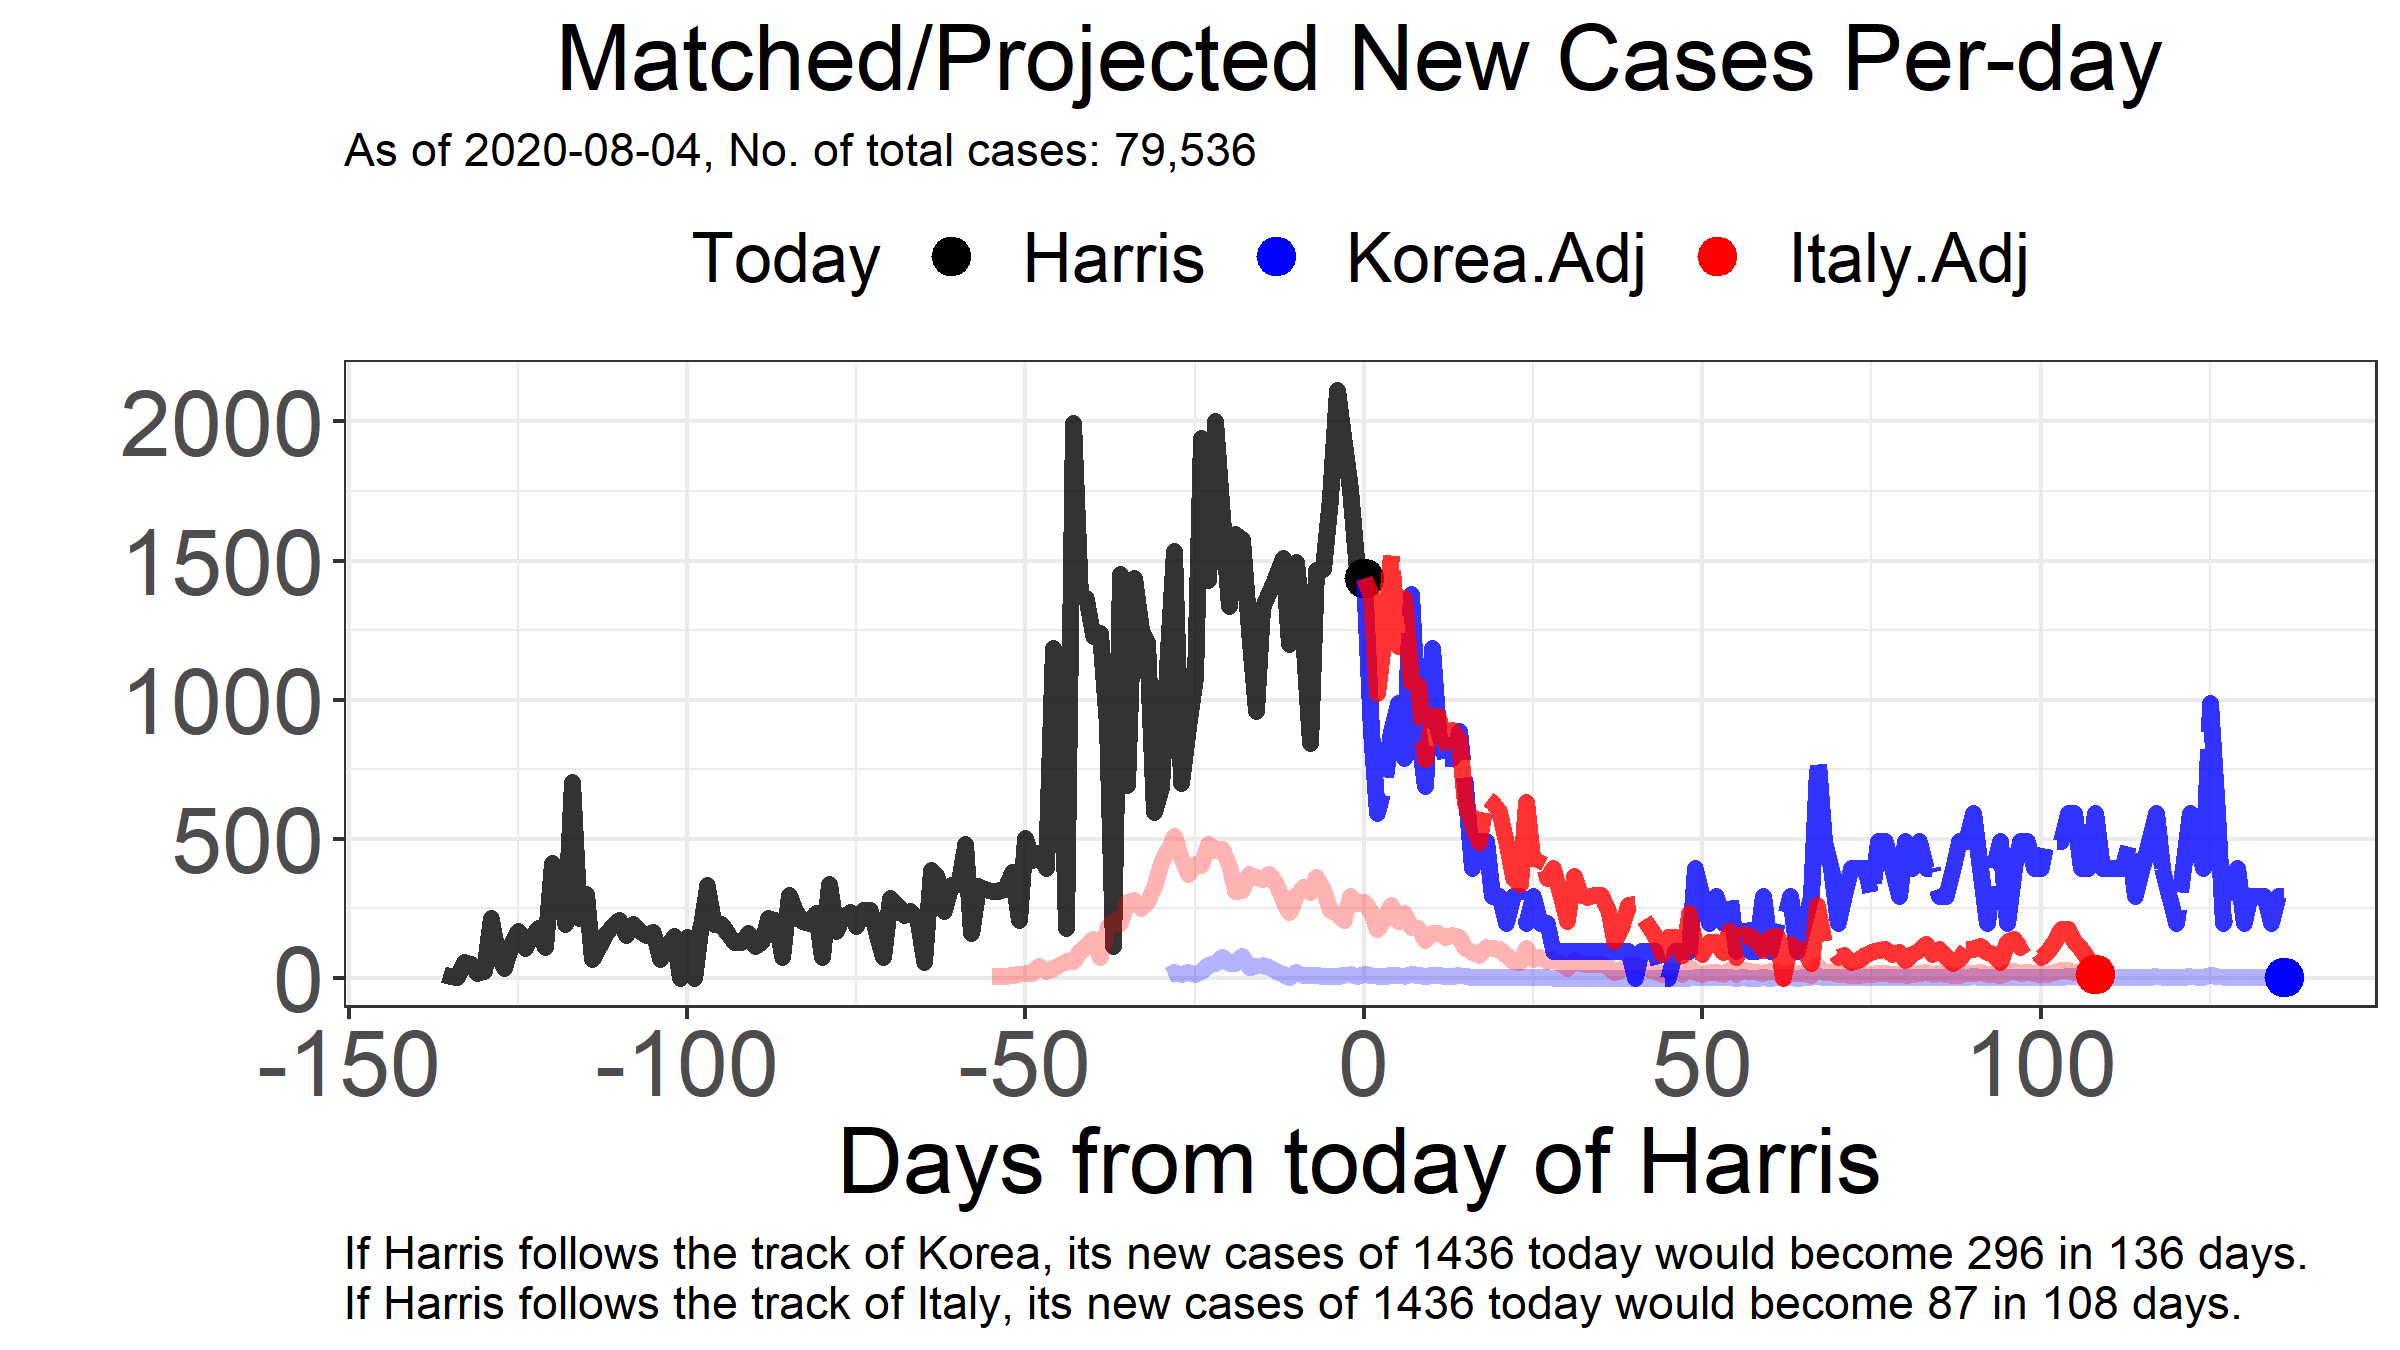 Matched/Projected New Cases Per-day
As of 2020-08-04, No. of total cases: 79,536
Today Harris Korea.Adj Italy.Adj
2000
1500
1000
500
0
-150 -100 -50 0 50 100
Days from today of Harris
If Harris follows the track of Korea, its new cases of 1436 today would become 296 in 136 days.
If Harris follows the track of Italy, its new cases of 1436 today would become 87 in 108 days.